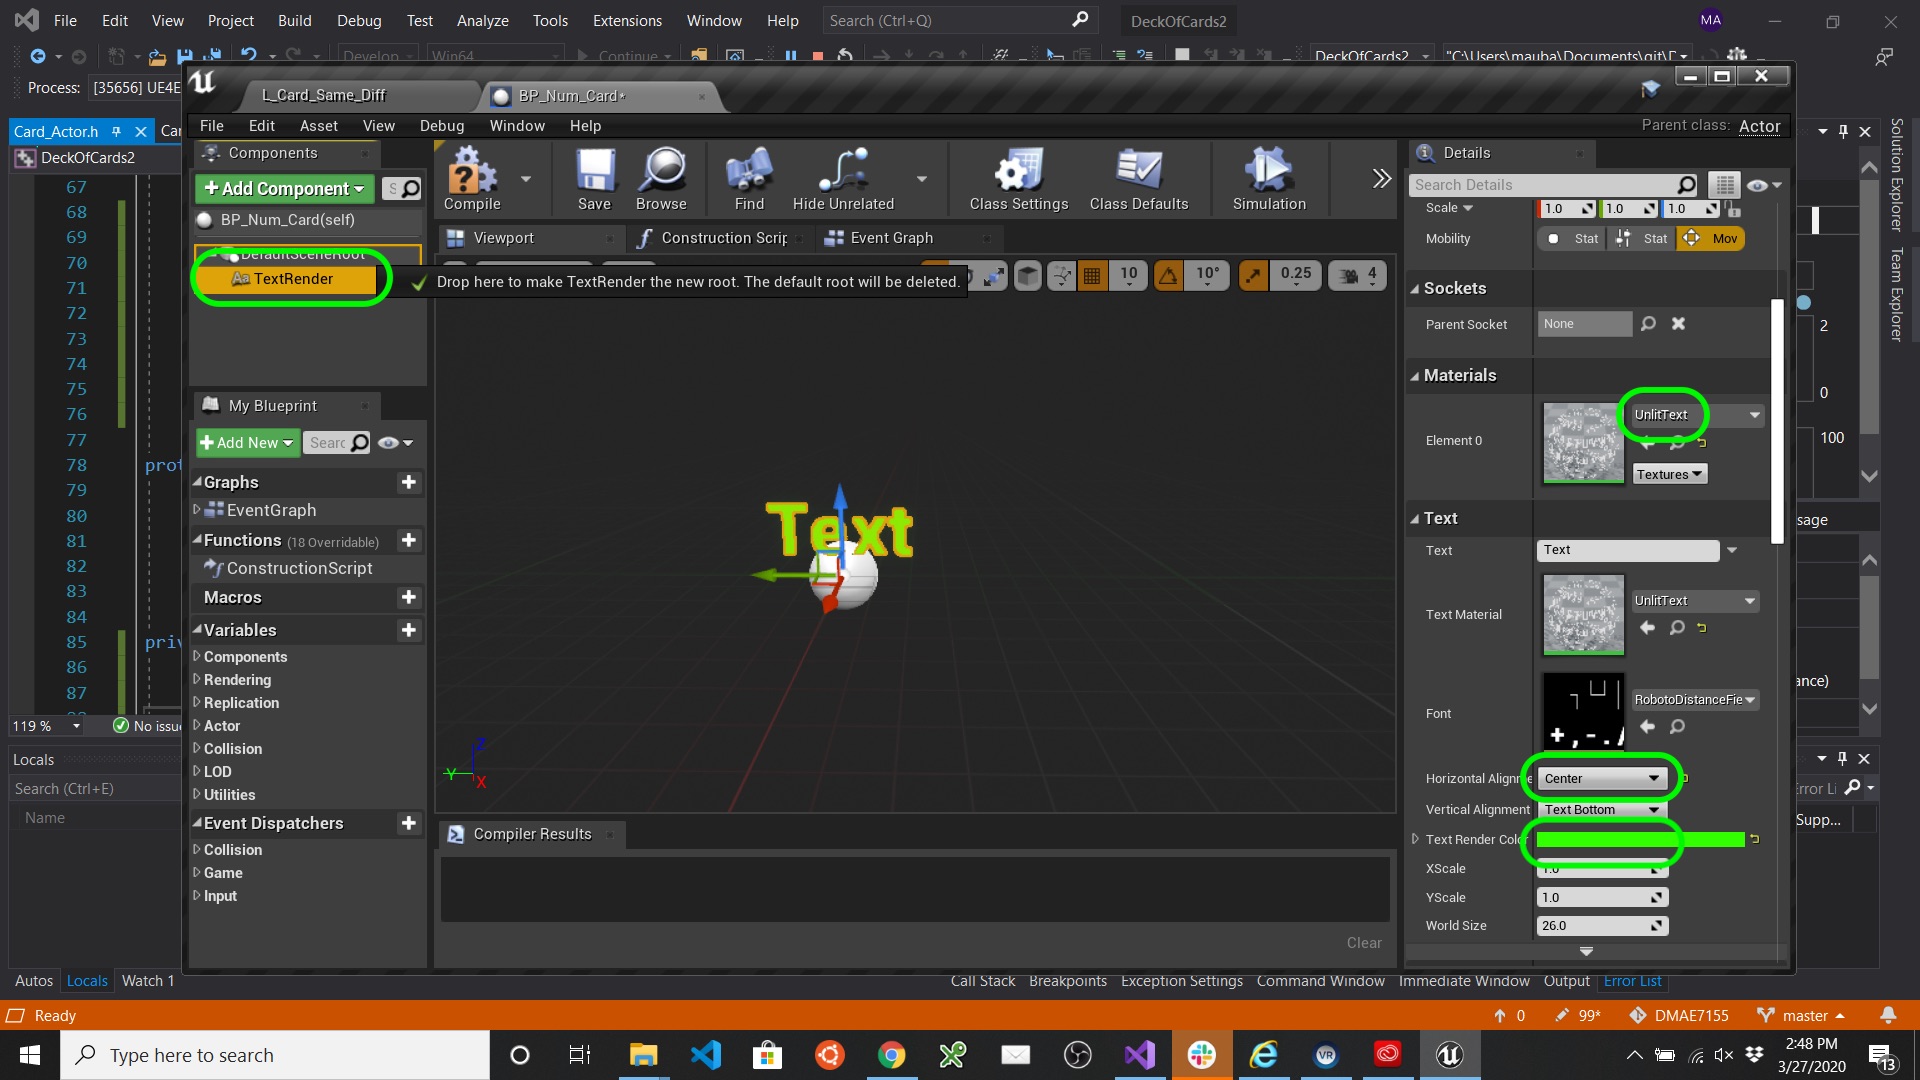 File Edit View Project Build Debug Test Analyze Tools Extensions Window Help Search (Ctrl+Q) DeckOfCards2 MA
Develop Win64 Continue DeckOfCards2 "C:\Users\mauba\Documents\git\
Process: [35656] UE4E
L_Card_Same_Diff BP_Num_Card*
File Edit Asset View Debug Window Help Parent class: Actor
Card_Actor.h Car
DeckOfCards2
67
68
69
70
71
72
73
74
75
76
77
78 prot
79
80
81
82
83
84
85 priv
86
87
119 % No issu
Locals
Search (Ctrl+E)
Name
Autos Locals Watch 1
Components
+ Add Component
BP_Num_Card(self)
DefaultSceneRoot
TextRender
Drop here to make TextRender the new root. The default root will be deleted.
My Blueprint
+ Add New Searc
Graphs
EventGraph
Functions (18 Overridable)
ConstructionScript
Macros
Variables
Components
Rendering
Replication
Actor
Collision
LOD
Utilities
Event Dispatchers
Collision
Game
Input
Compile Save Browse Find Hide Unrelated Class Settings Class Defaults Simulation
Viewport Construction Scrip Event Graph
10 10° 0.25 4
Text
Z
Y
X
Compiler Results
Clear
Details
Search Details
Scale 1.0 1.0 1.0
Mobility Stat Stat Mov
Sockets
Parent Socket None
Materials
Element 0 UnlitText
Textures
Text
Text Text
Text Material UnlitText
Font RobotoDistanceFie
Horizontal Alignme Center
Vertical Alignment Text Bottom
Text Render Color
XScale 1.0
YScale 1.0
World Size 26.0
Solution Explorer
Team Explorer
2
0
100
sage
ance)
Error Li
Supp...
Call Stack Breakpoints Exception Settings Command Window Immediate Window Output Error List
Ready 0 99* DMAE7155 master
Type here to search
VR
2:48 PM
3/27/2020
13